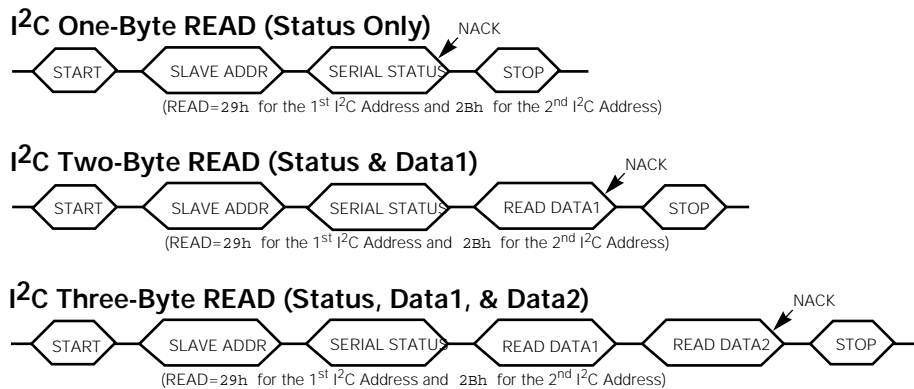 I²C One-Byte READ (Status Only)
NACK
START SLAVE ADDR SERIAL STATUS STOP
(READ=29h for the 1st I²C Address and 2Bh for the 2nd I²C Address)
I²C Two-Byte READ (Status & Data1)
NACK
START SLAVE ADDR SERIAL STATUS READ DATA1 STOP
(READ=29h for the 1st I²C Address and 2Bh for the 2nd I²C Address)
I²C Three-Byte READ (Status, Data1, & Data2)
NACK
START SLAVE ADDR SERIAL STATUS READ DATA1 READ DATA2 STOP
(READ=29h for the 1st I²C Address and 2Bh for the 2nd I²C Address)